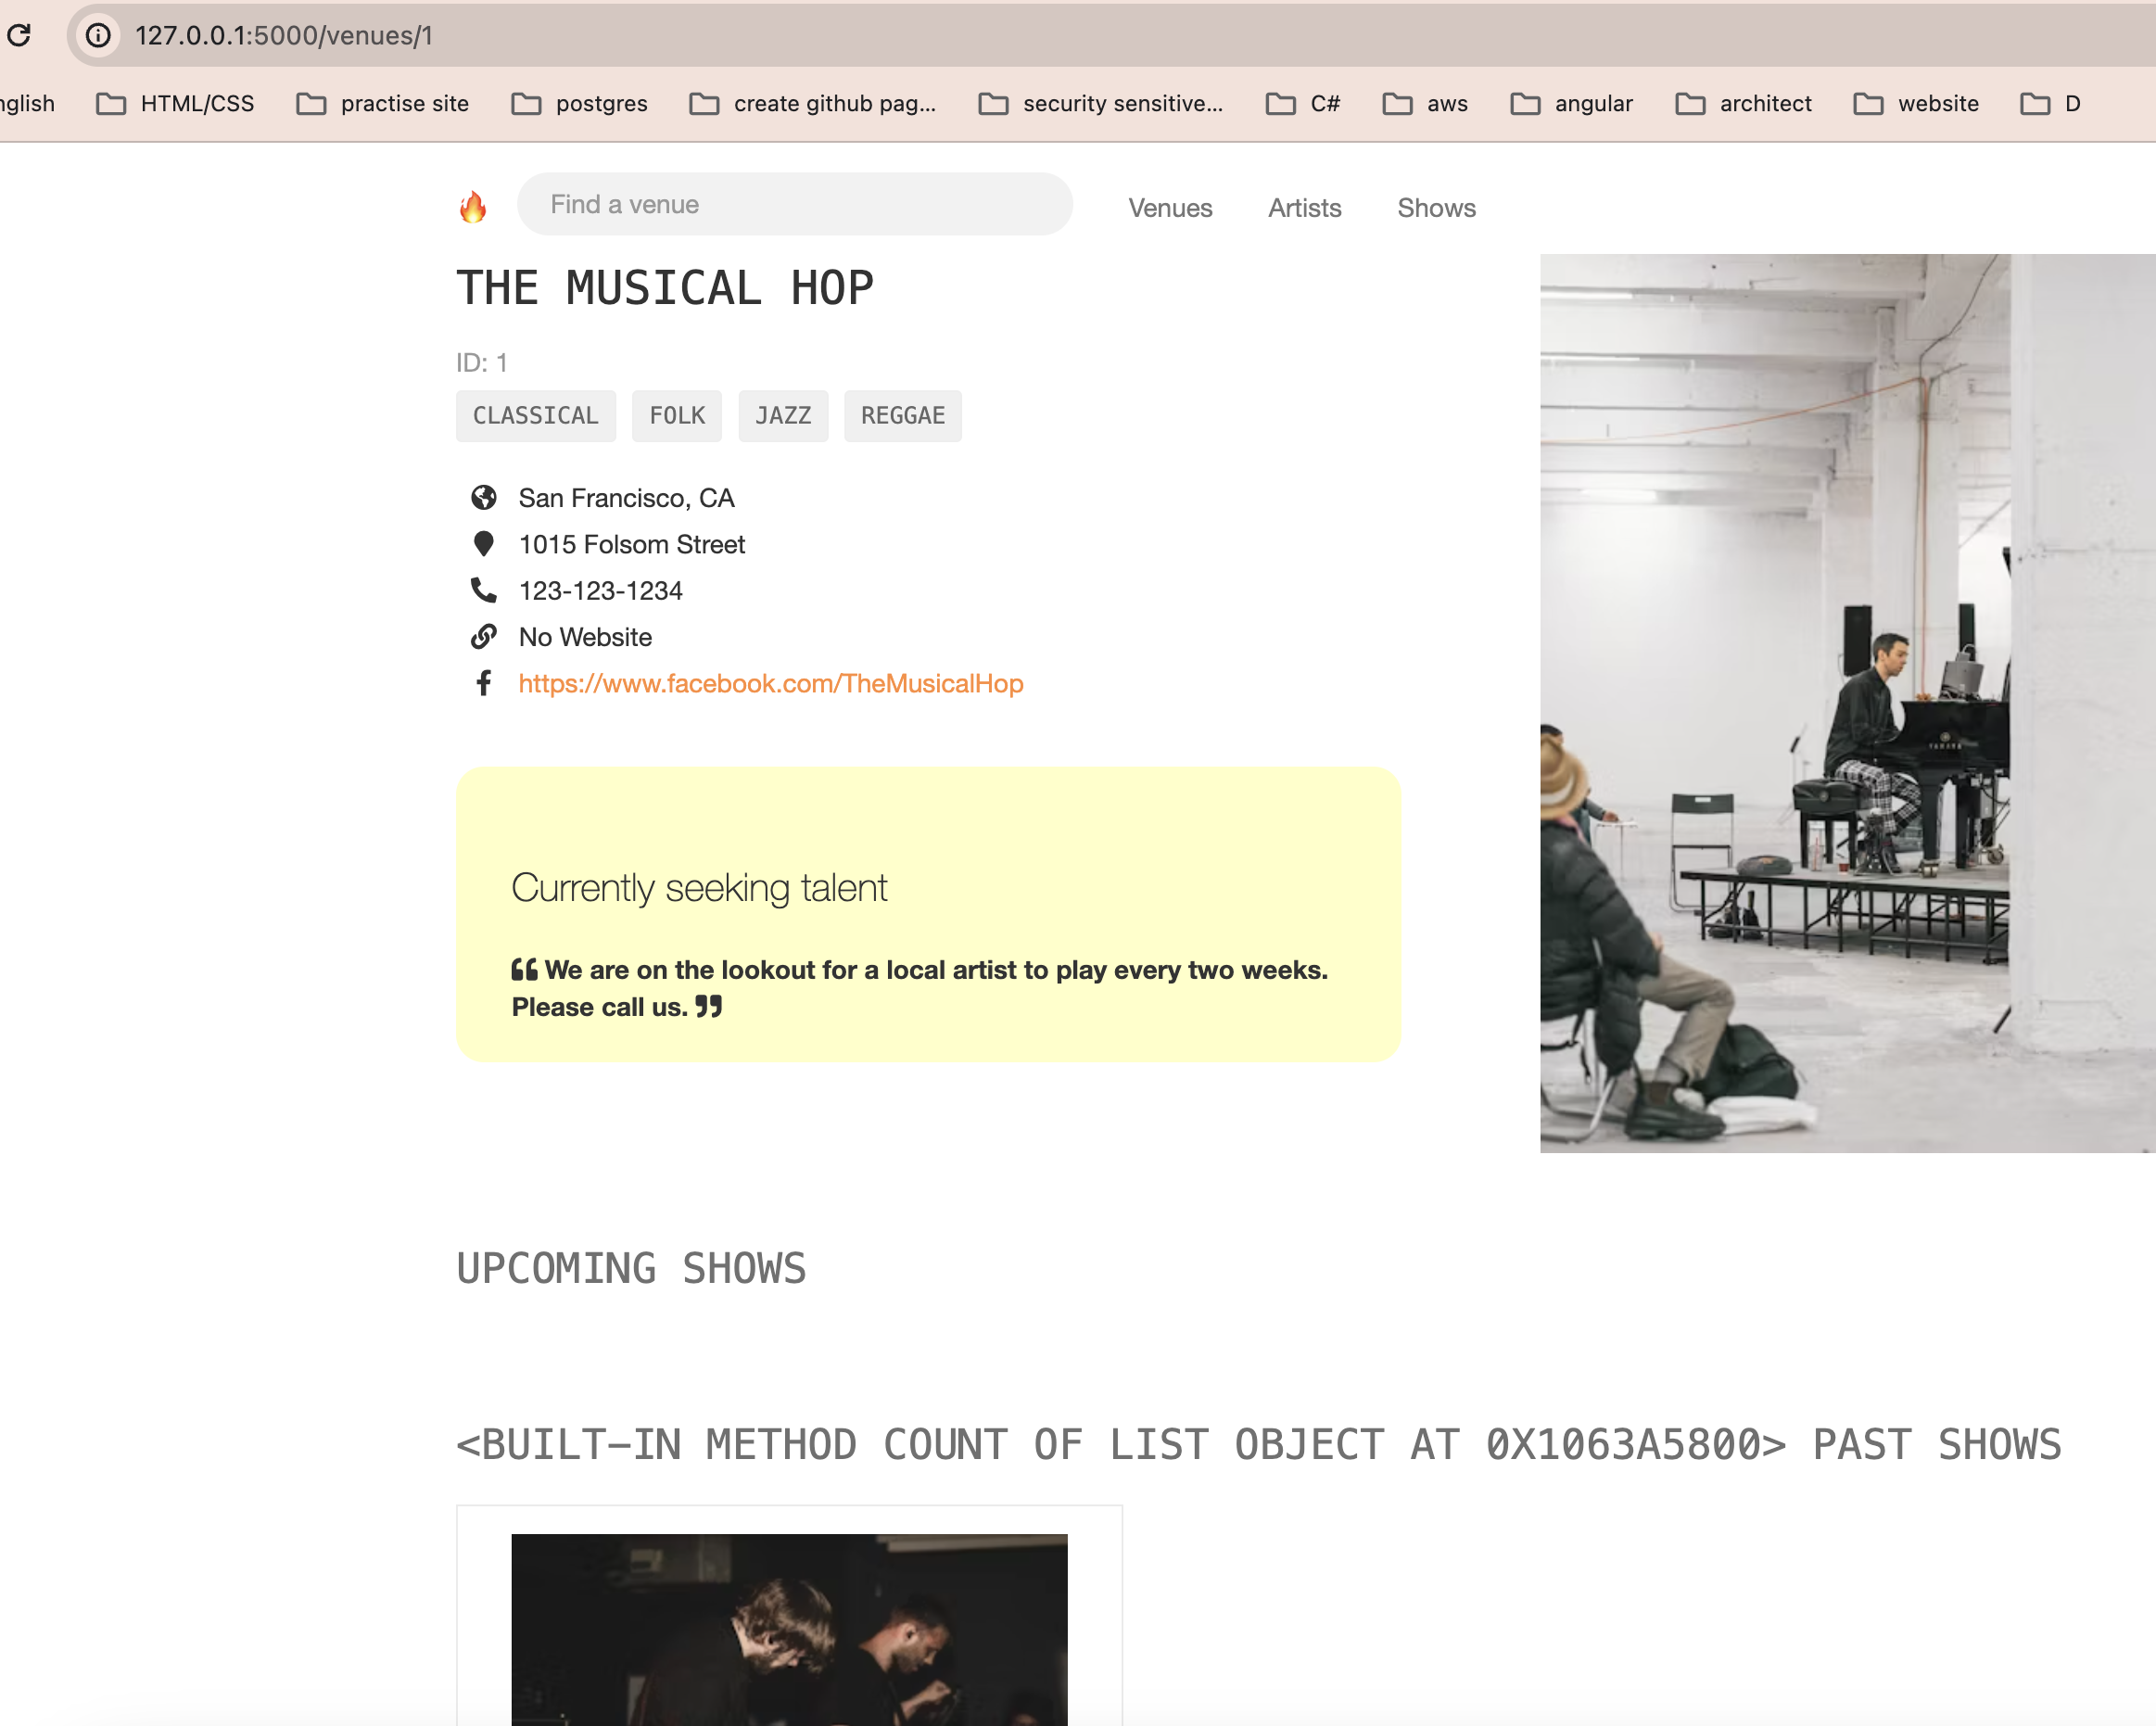 127.0.0.1:5000/venues/1
nglish HTML/CSS practise site postgres create github pag... security sensitive... C# aws angular architect website D
Find a venue Venues Artists Shows
THE MUSICAL HOP
ID: 1
CLASSICAL FOLK JAZZ REGGAE
San Francisco, CA
1015 Folsom Street
123-123-1234
No Website
https://www.facebook.com/TheMusicalHop
YAMAHA
Currently seeking talent
❝ We are on the lookout for a local artist to play every two weeks.
Please call us. ❞
UPCOMING SHOWS
<BUILT-IN METHOD COUNT OF LIST OBJECT AT 0X1063A5800> PAST SHOWS